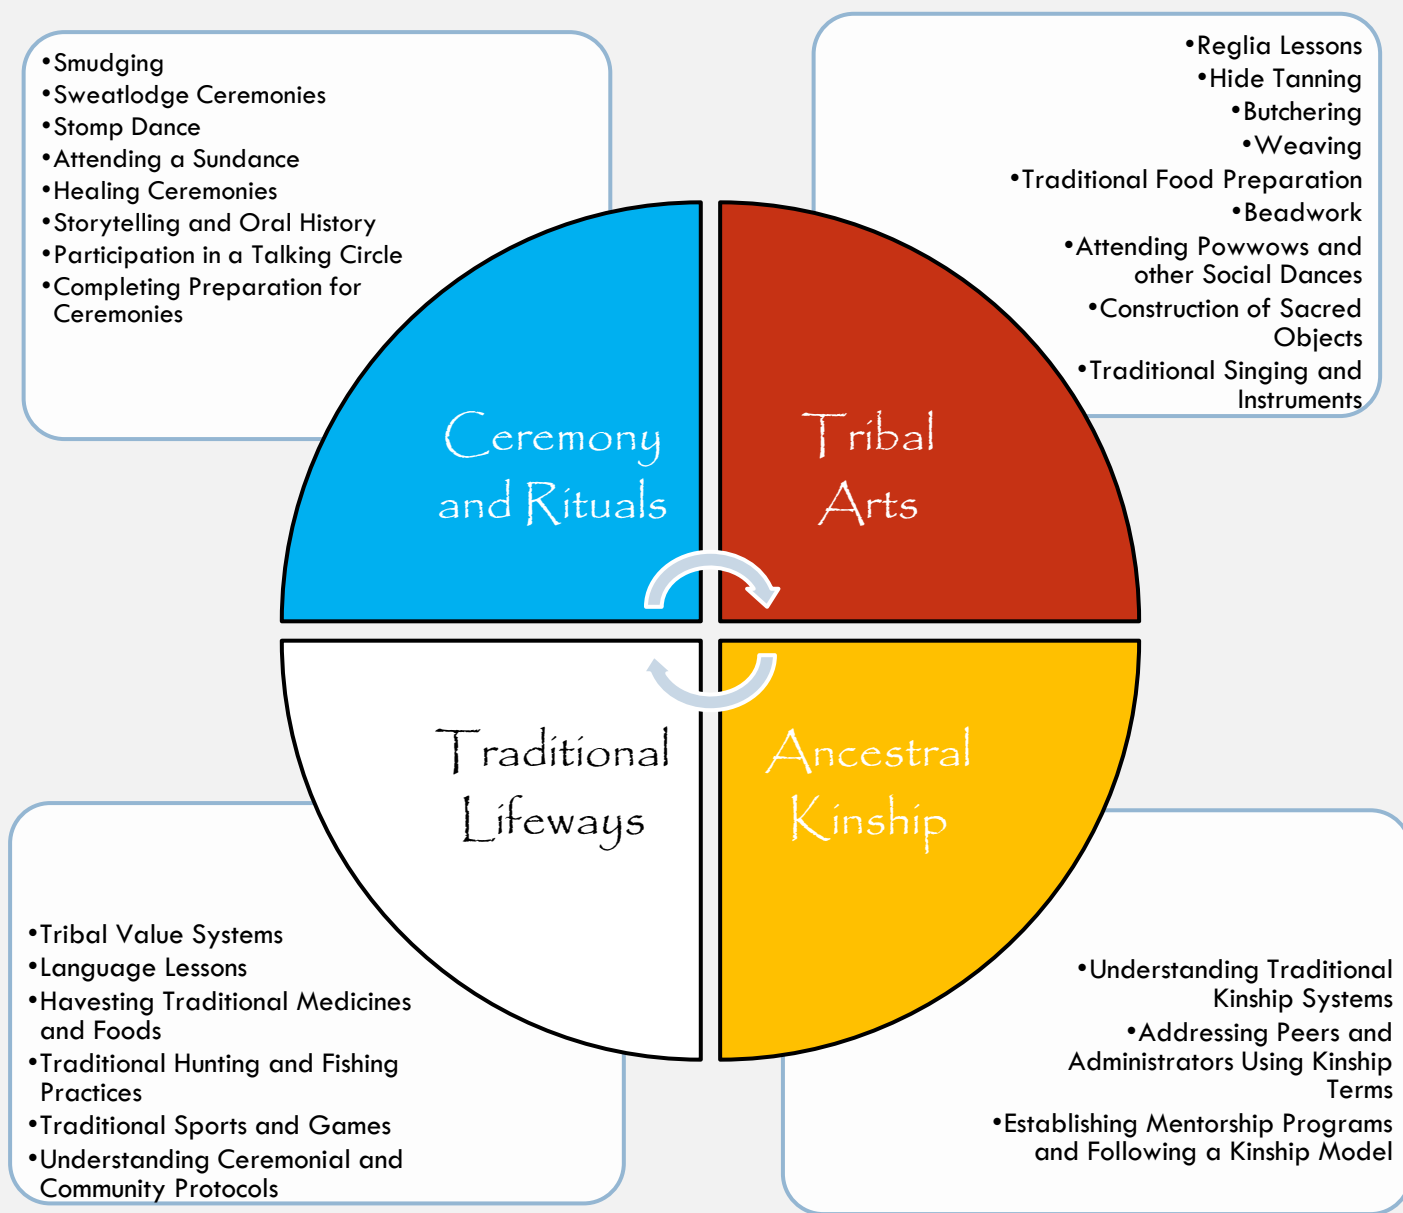 •Smudging
•Sweatlodge Ceremonies
•Stomp Dance
•Attending a Sundance
•Healing Ceremonies
•Storytelling and Oral History
•Participation in a Talking Circle
•Completing Preparation for
Ceremonies
•Reglia Lessons
•Hide Tanning
•Butchering
•Weaving
•Traditional Food Preparation
•Beadwork
•Attending Powwows and
other Social Dances
•Construction of Sacred
Objects
•Traditional Singing and
Instruments
Ceremony
and Rituals
Tribal
Arts
Traditional
Lifeways
Ancestral
Kinship
•Tribal Value Systems
•Language Lessons
•Havesting Traditional Medicines
and Foods
•Traditional Hunting and Fishing
Practices
•Traditional Sports and Games
•Understanding Ceremonial and
Community Protocols
•Understanding Traditional
Kinship Systems
•Addressing Peers and
Administrators Using Kinship
Terms
•Establishing Mentorship Programs
and Following a Kinship Model